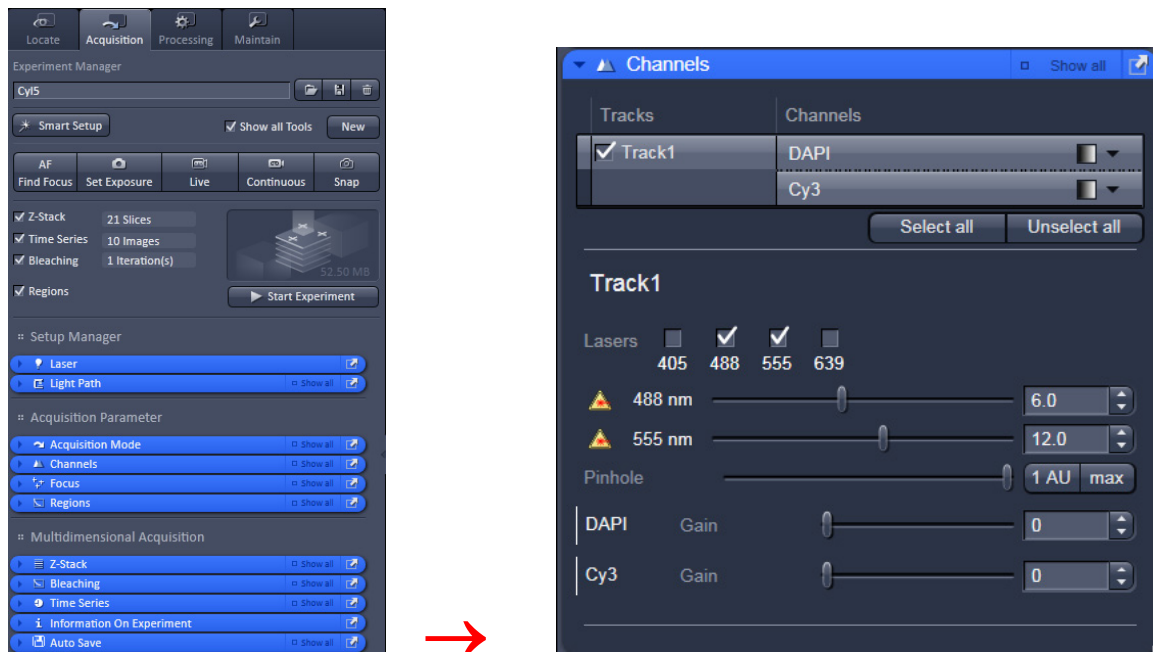 Locate Acquisition Processing Maintain
Experiment Manager
Cyl5
Smart Setup Show all Tools New
AF
Find Focus Set Exposure Live Continuous Snap
Z-Stack 21 Slices
Time Series 10 Images
Bleaching 1 Iteration(s)
52.50 MB
Regions
Start Experiment
Setup Manager
Laser
Light Path Show all
Acquisition Parameter
Acquisition Mode Show all
Channels Show all
Focus Show all
Regions Show all
Multidimensional Acquisition
Z-Stack Show all
Bleaching Show all
Time Series Show all
Information On Experiment
Auto Save Show all
Channels Show all
Tracks Channels
Track1 DAPI
Cy3
Select all Unselect all
Track1
Lasers
405 488 555 639
488 nm 6.0
555 nm 12.0
Pinhole 1 AU max
DAPI Gain 0
Cy3 Gain 0